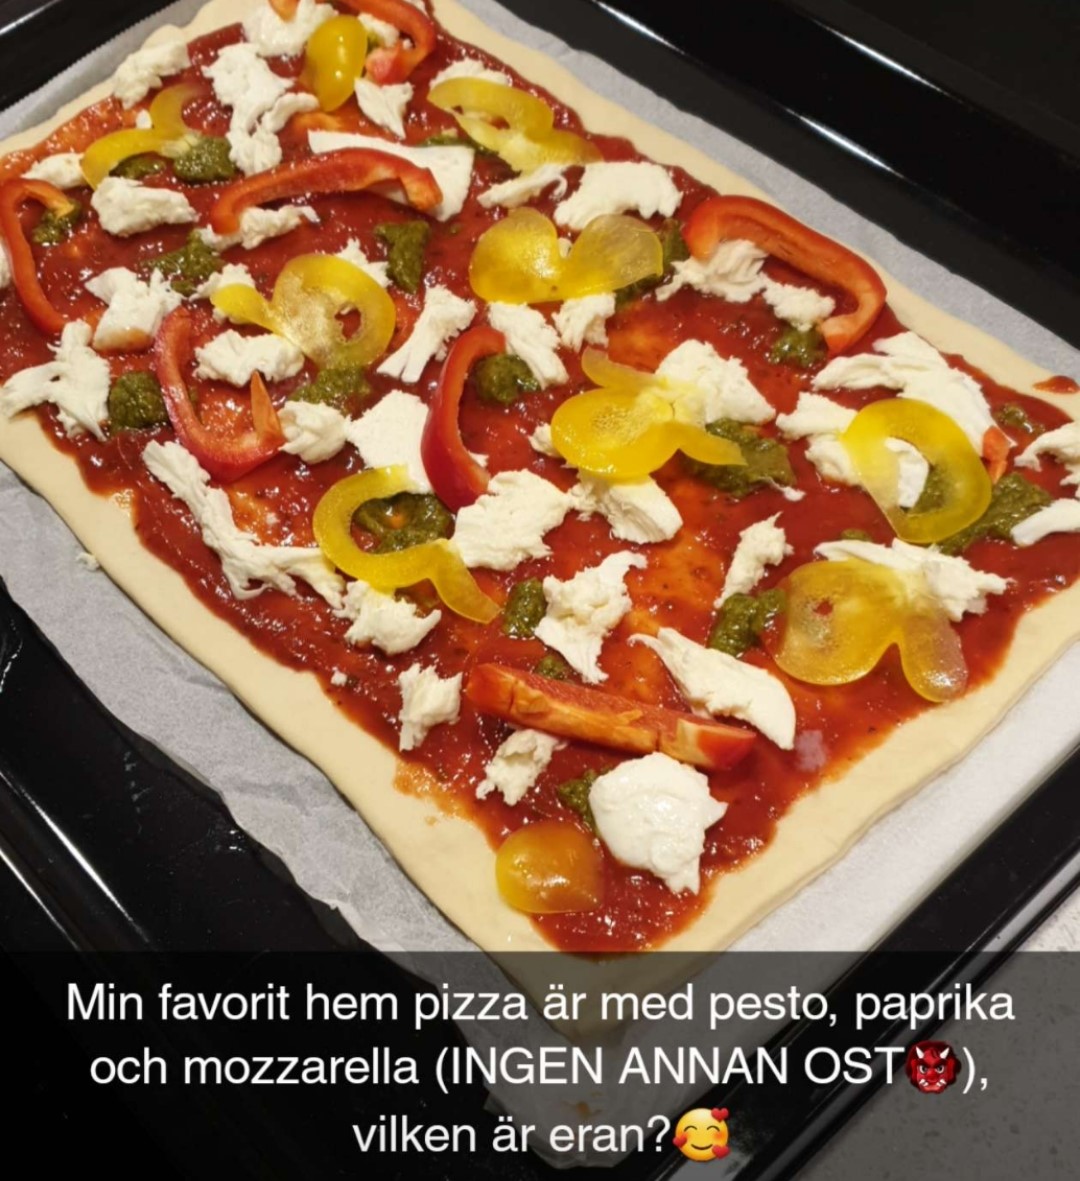 Min favorit hem pizza är med pesto, paprika
och mozzarella (INGEN ANNAN OST👹),
vilken är eran?🥰